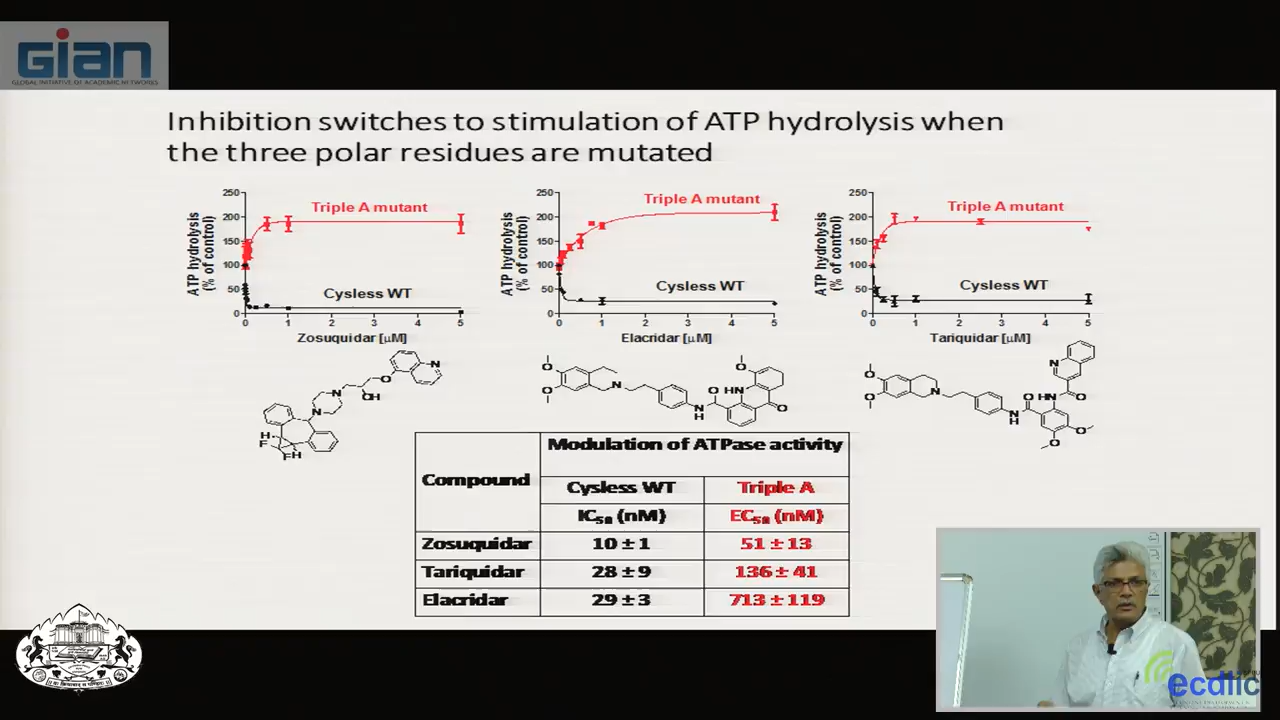 GIAN
GLOBAL INITIATIVE OF ACADEMIC NETWORKS
Inhibition switches to stimulation of ATP hydrolysis when
the three polar residues are mutated
ATP hydrolysis
(% of control)
250
200
150
100
50
0
Triple A mutant
Cysless WT
0 1 2 3 4 5
Zosuquidar [µM]
ATP hydrolysis
(% of control)
250
200
150
100
50
0
Triple A mutant
Cysless WT
0 1 2 3 4 5
Elacridar [µM]
ATP hydrolysis
(% of control)
250
200
150
100
50
0
Triple A mutant
Cysless WT
0 1 2 3 4 5
Tariquidar [µM]
Compound
Modulation of ATPase activity
Cysless WT Triple A
IC50 (nM) EC50 (nM)
Zosuquidar 10 ± 1 51 ± 13
Tariquidar 28 ± 9 136 ± 41
Elacridar 29 ± 3 713 ± 119
ecdlic